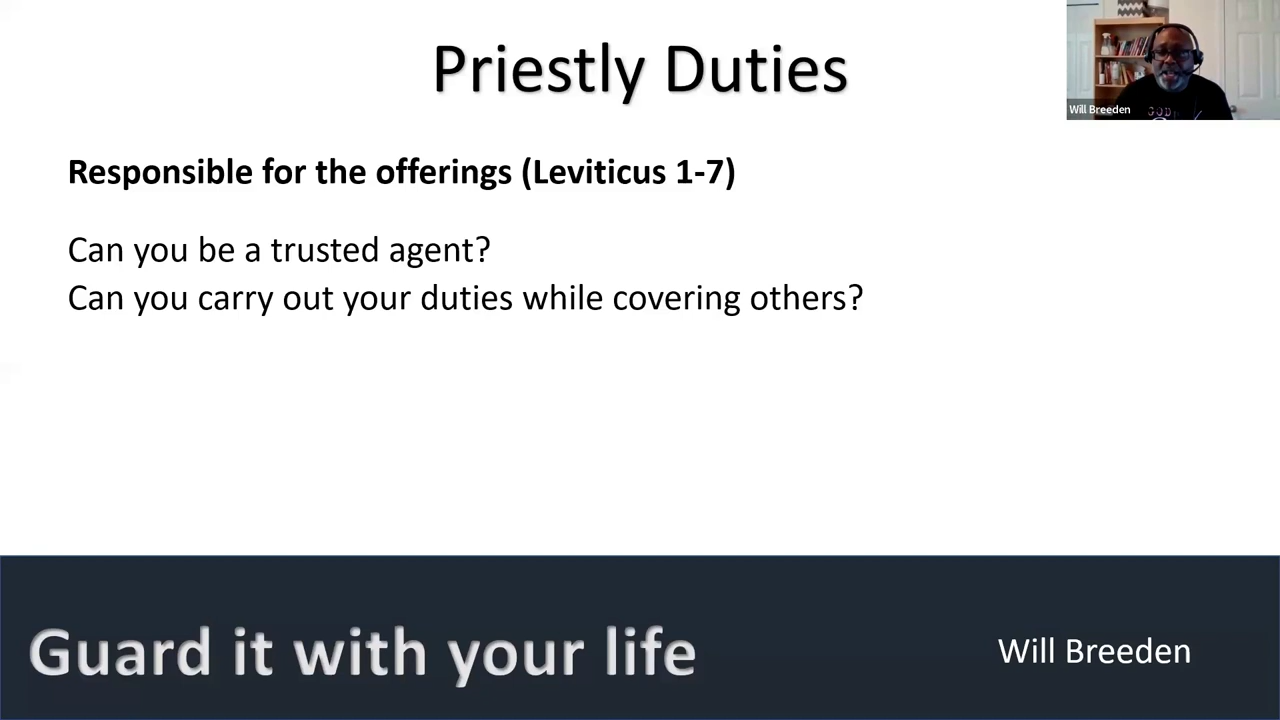 Priestly Duties
Will Breeden
GOD
Responsible for the offerings (Leviticus 1-7)
Can you be a trusted agent?
Can you carry out your duties while covering others?
Guard it with your life
Will Breeden